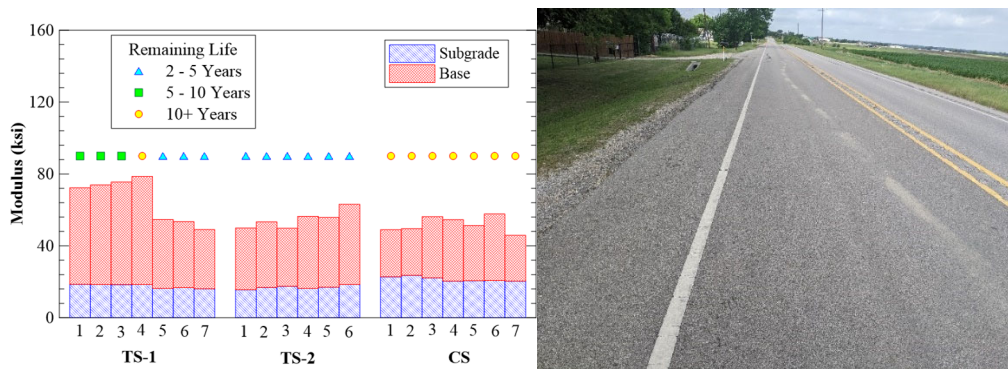 160
120
80
40
0
Modulus (ksi)
Remaining Life
2 - 5 Years
5 - 10 Years
10+ Years
Subgrade
Base
1 2 3 4 5 6 7 1 2 3 4 5 6 1 2 3 4 5 6 7
TS-1 TS-2 CS